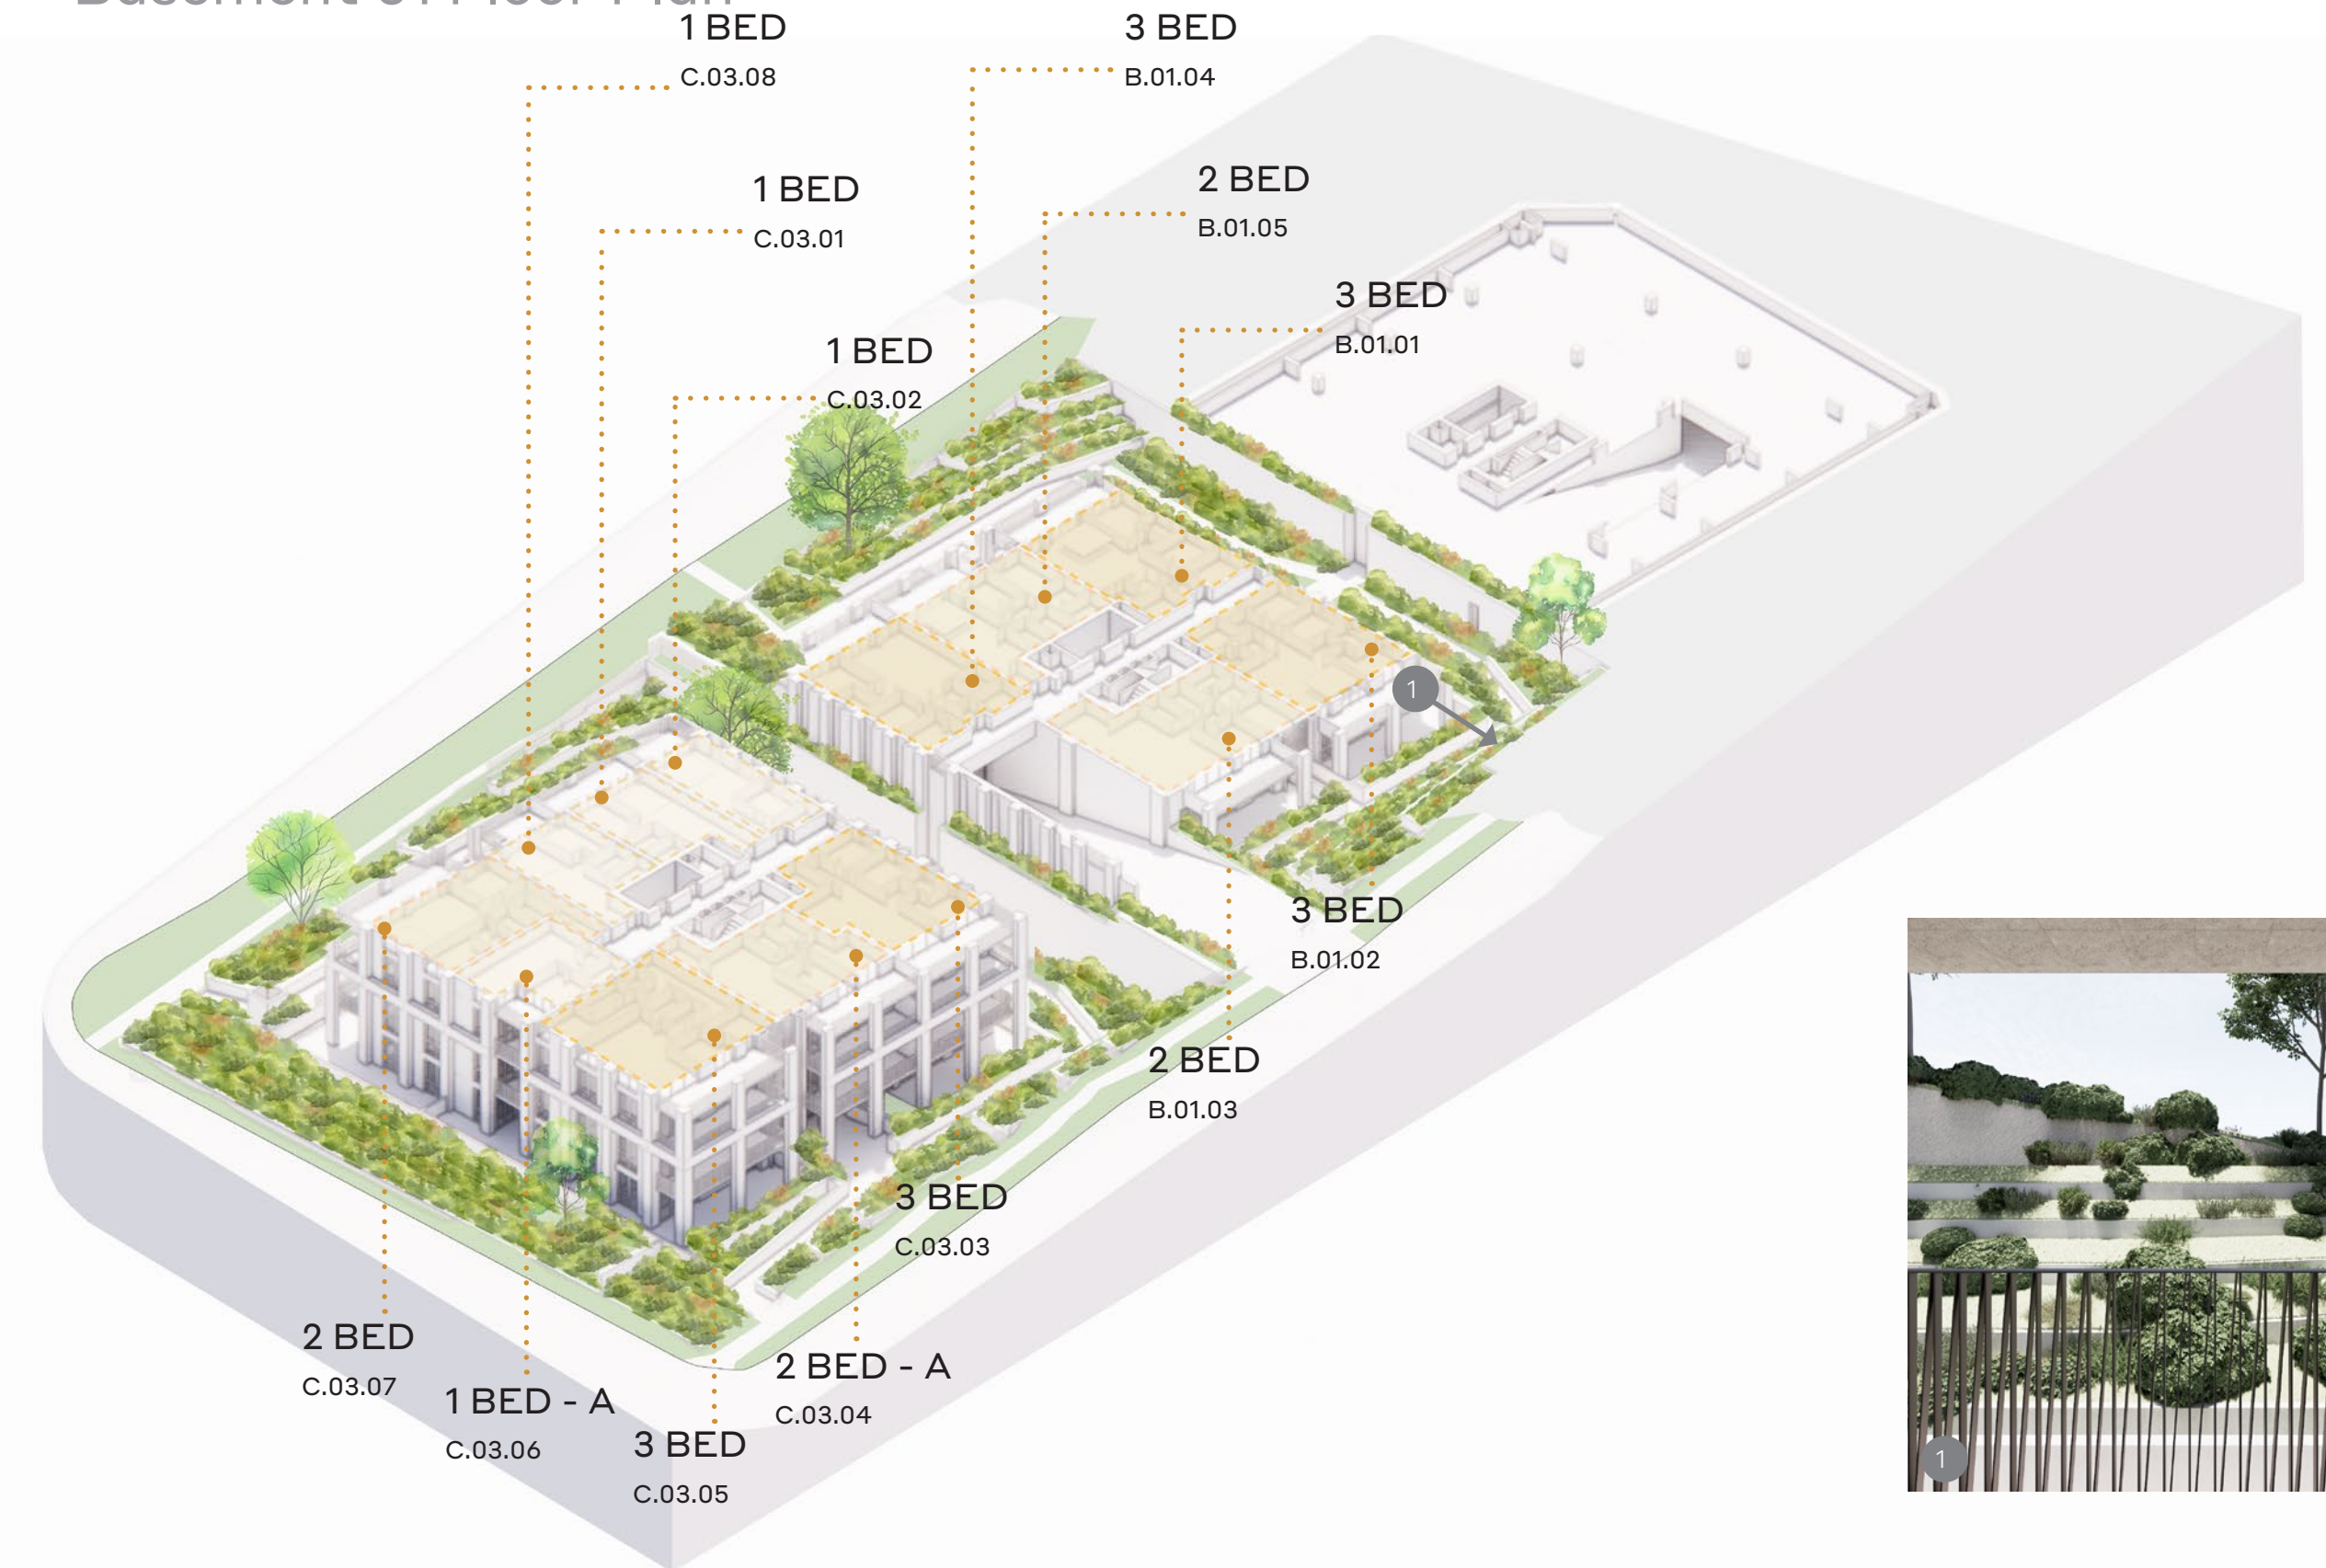 1 BED
C.03.08
3 BED
B.01.04
1 BED
C.03.01
2 BED
B.01.05
3 BED
B.01.01
1 BED
C.03.02
1
3 BED
B.01.02
2 BED
B.01.03
3 BED
C.03.03
2 BED
C.03.07
2 BED - A
C.03.04
1 BED - A
C.03.06
3 BED
C.03.05
1